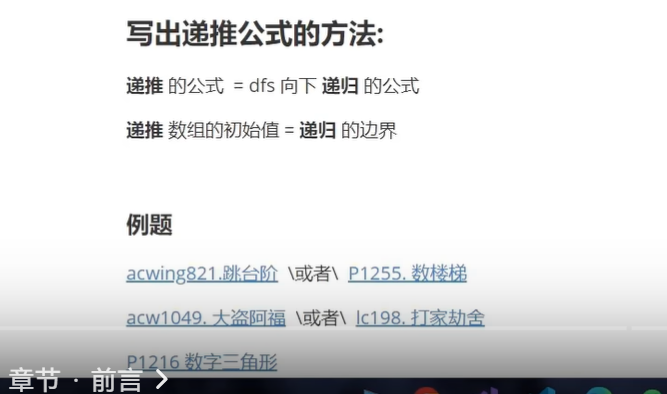 写出递推公式的方法:
递推 的公式 = dfs 向下 递归 的公式
递推 数组的初始值 = 递归 的边界
例题
acwing821.跳台阶 \或者\ P1255. 数楼梯
acw1049. 大盗阿福 \或者\ lc198. 打家劫舍
P1216 数字三角形
章节 · 前言 >